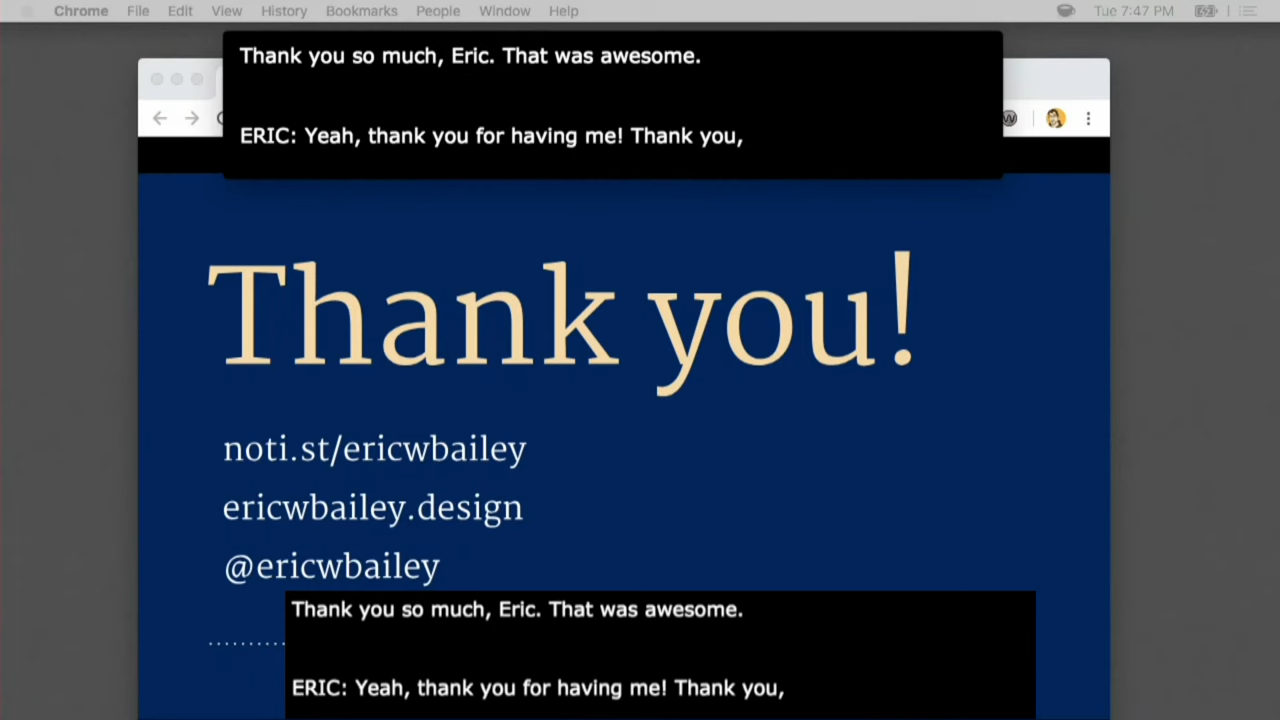 Chrome File Edit View History Bookmarks People Window Help Tue 7:47 PM
Thank you so much, Eric. That was awesome.
ERIC: Yeah, thank you for having me! Thank you,
Thank you!
noti.st/ericwbailey
ericwbailey.design
@ericwbailey
Thank you so much, Eric. That was awesome.
ERIC: Yeah, thank you for having me! Thank you,